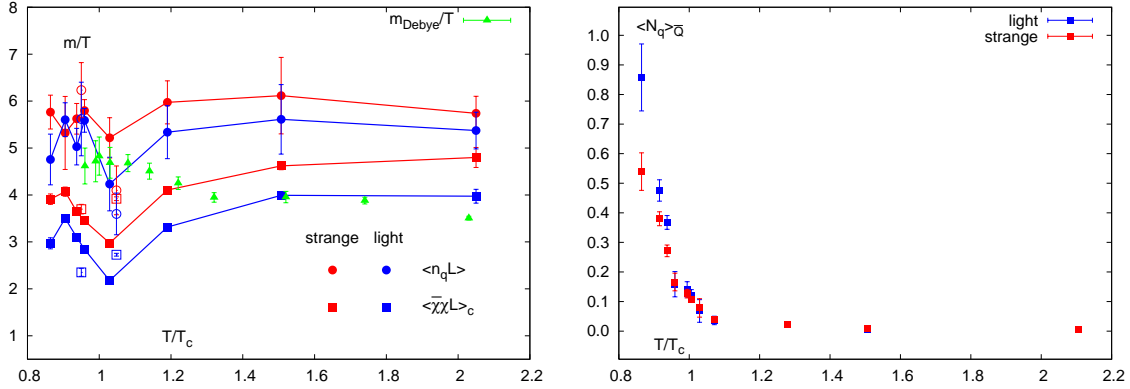 8
7
6
5
4
3
2
1
m/T
m_Debye/T
strange light
<n_qL>
<χ̄χL>_c
T/T_c
0.8 1 1.2 1.4 1.6 1.8 2 2.2
1.0
0.9
0.8
0.7
0.6
0.5
0.4
0.3
0.2
0.1
0.0
<N_q>_Q̄
light
strange
T/T_c
0.8 1 1.2 1.4 1.6 1.8 2.0 2.2